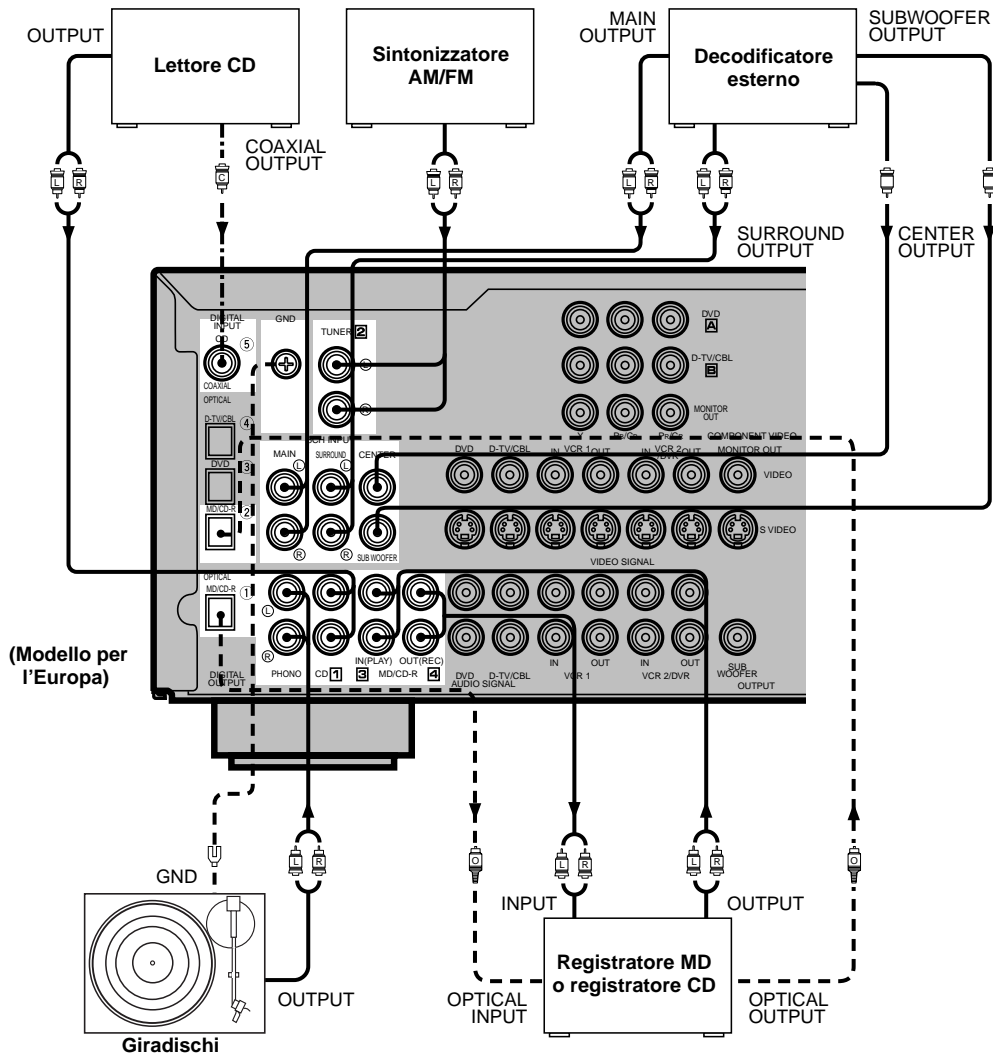 OUTPUT
Lettore CD
Sintonizzatore
AM/FM
MAIN
OUTPUT
Decodificatore
esterno
SUBWOOFER
OUTPUT
COAXIAL
OUTPUT
L R
C
L R
L R
L R
SURROUND
OUTPUT
CENTER
OUTPUT
DIGITAL
INPUT
CD
5
COAXIAL
GND
TUNER 2
L
R
DVD
A
D-TV/CBL
B
MONITOR
OUT
Y PB/CB PR/CR COMPONENT VIDEO
OPTICAL
D-TV/CBL
4
DVD
3
MD/CD-R
2
6CH INPUT
MAIN SURROUND CENTER
L L
R R SUB WOOFER
DVD D-TV/CBL IN VCR 1 OUT IN VCR 2 /DVR OUT MONITOR OUT
VIDEO
S VIDEO
VIDEO SIGNAL
OPTICAL
MD/CD-R
1
L
R
DIGITAL
OUTPUT
PHONO CD 1 3 IN(PLAY) MD/CD-R OUT(REC) 4
DVD D-TV/CBL
AUDIO SIGNAL
IN OUT
VCR 1
IN OUT
VCR 2/DVR
SUB
WOOFER
OUTPUT
(Modello per
l'Europa)
GND
L R
O
L R
L R
O
INPUT
OUTPUT
OUTPUT
OPTICAL
INPUT
Registratore MD
o registratore CD
OPTICAL
OUTPUT
Giradischi